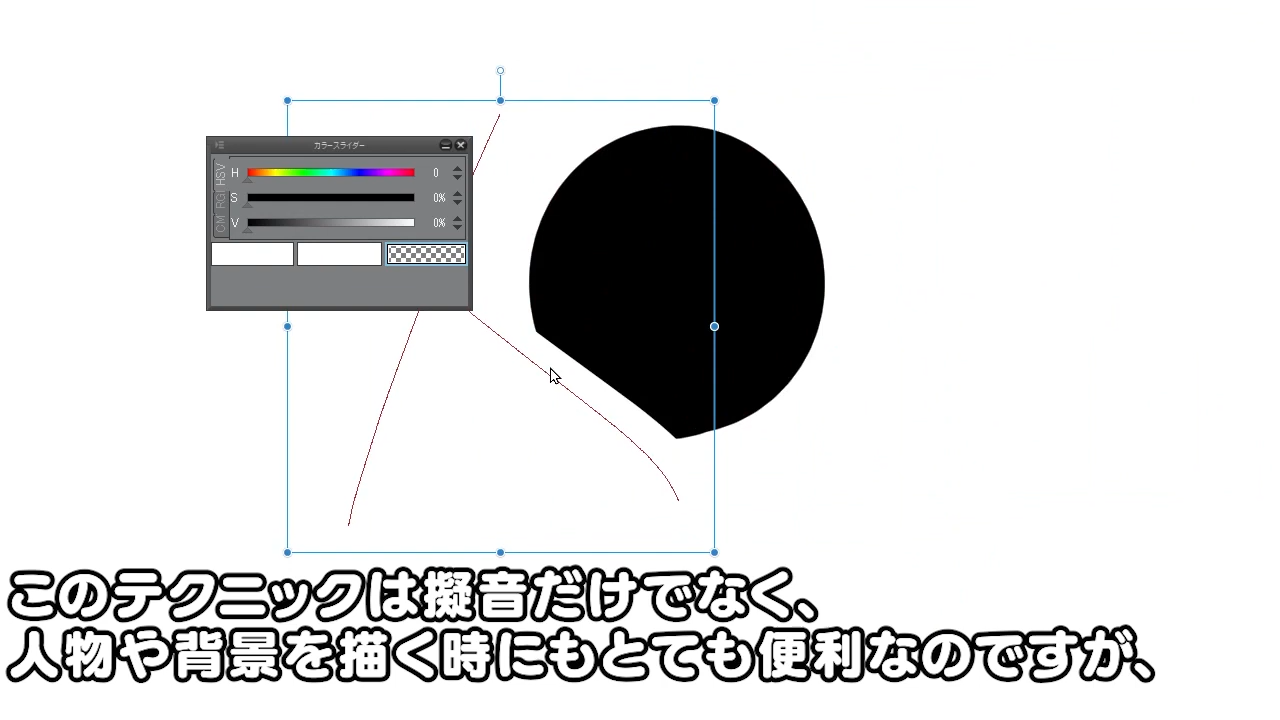 カラースライダー
HSV
RGB
CM
H 0
S 0%
V 0%
このテクニックは擬音だけでなく、
人物や背景を描く時にもとても便利なのですが、